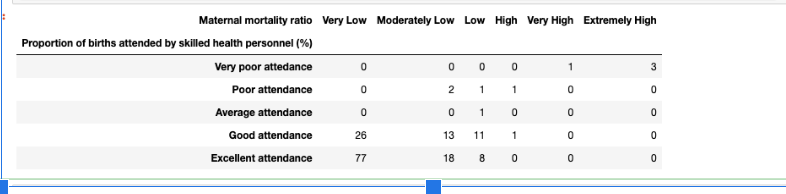 Maternal mortality ratio Very Low Moderately Low Low High Very High Extremely High
Proportion of births attended by skilled health personnel (%)
Very poor attedance 0 0 0 0 1 3
Poor attendance 0 2 1 1 0 0
Average attendance 0 0 1 0 0 0
Good attendance 26 13 11 1 0 0
Excellent attendance 77 18 8 0 0 0